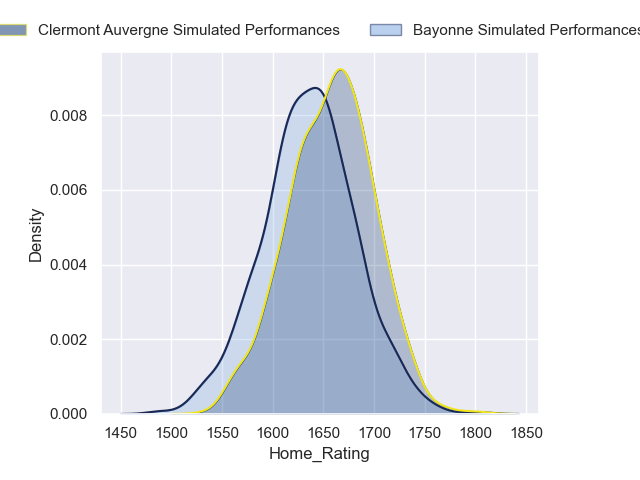 Clermont Auvergne Simulated Performances Bayonne Simulated Performances
0.008
0.006
0.004
0.002
0.000
Density
1450 1500 1550 1600 1650 1700 1750 1800 1850
Home_Rating